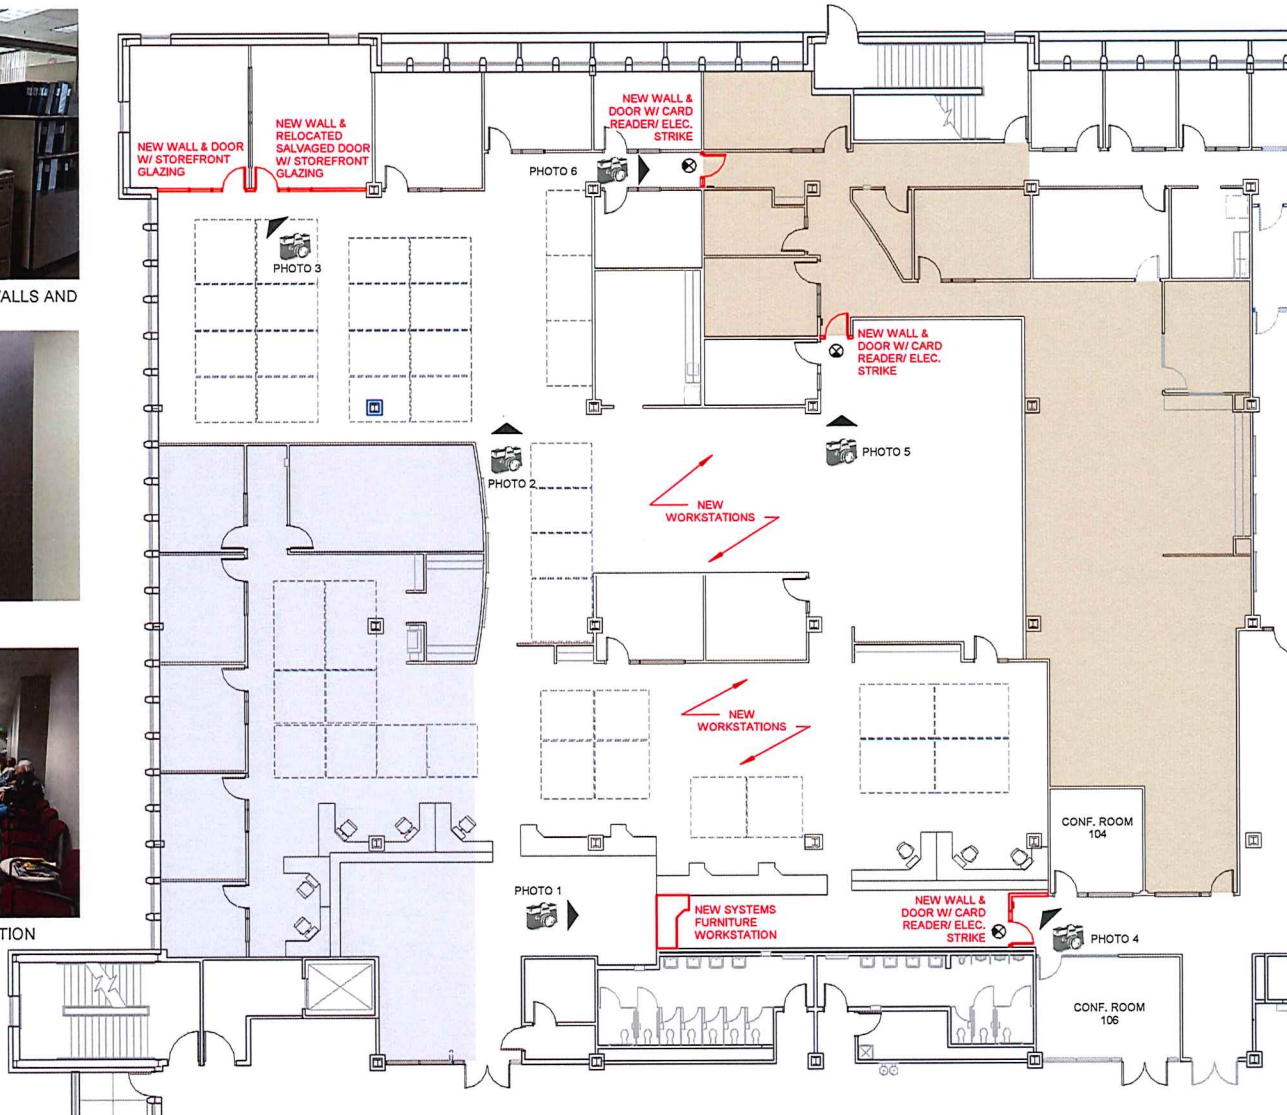 NEW WALL &
DOOR W/ CARD
READER/ ELEC.
STRIKE
NEW WALL &
RELOCATED
SALVAGED DOOR
W/ STOREFRONT
GLAZING
NEW WALL & DOOR
W/ STOREFRONT
GLAZING
PHOTO 6
PHOTO 3
ALLS AND
NEW WALL &
DOOR W/ CARD
READER/ ELEC.
STRIKE
PHOTO 5
PHOTO 2
NEW
WORKSTATIONS
NEW
WORKSTATIONS
CONF. ROOM
104
PHOTO 1
NEW SYSTEMS
FURNITURE
WORKSTATION
NEW WALL &
DOOR W/ CARD
READER/ ELEC.
STRIKE
PHOTO 4
TION
CONF. ROOM
106